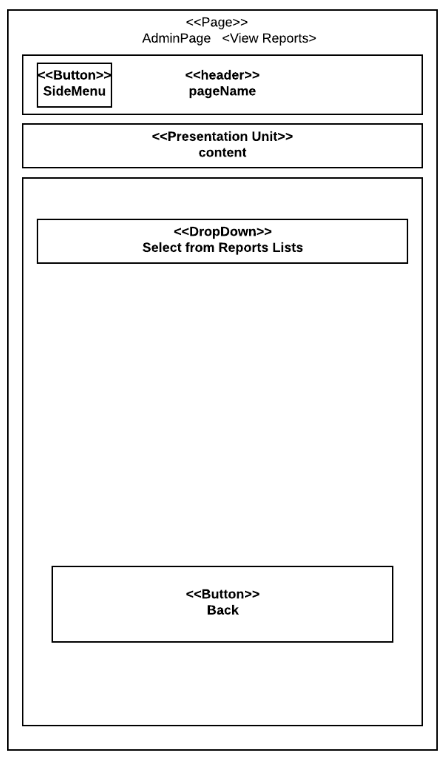 <<Page>>
AdminPage <View Reports>
<<Button>>
SideMenu
<<header>>
pageName
<<Presentation Unit>>
content
<<DropDown>>
Select from Reports Lists
<<Button>>
Back